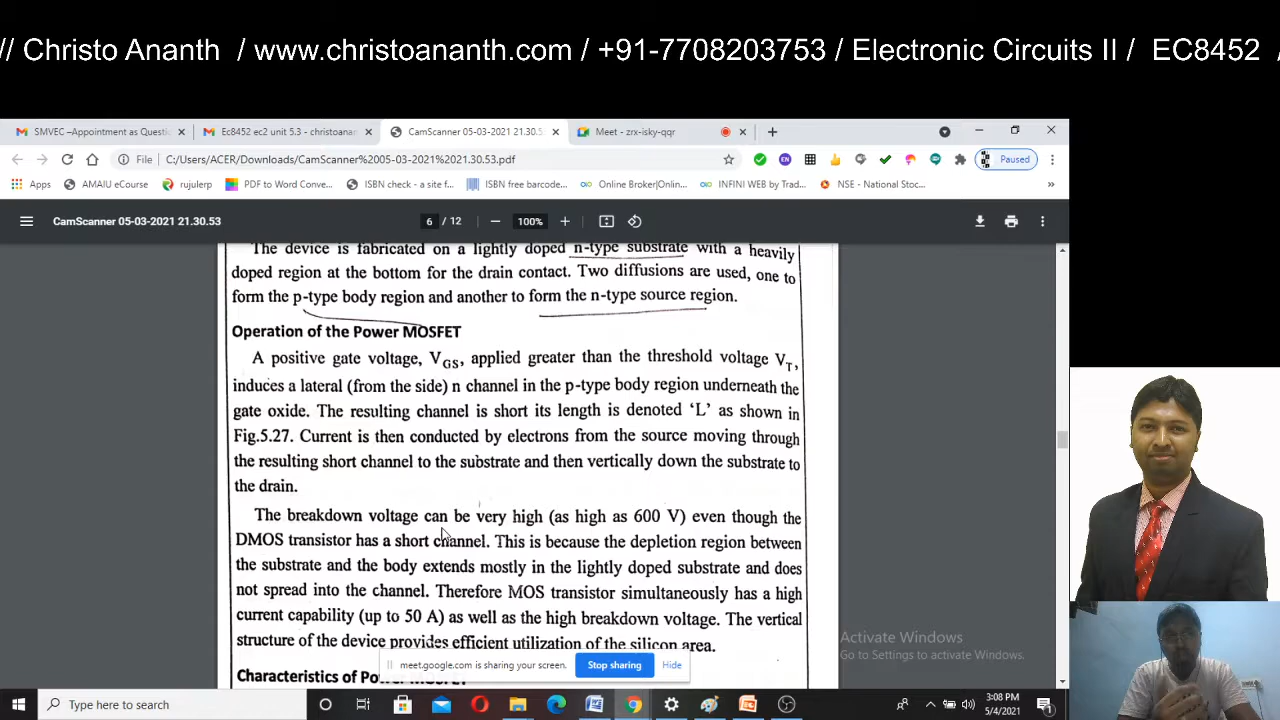 // Christo Ananth / www.christoananth.com / +91-7708203753 / Electronic Circuits II / EC8452 /
SMVEC –Appointment as Questi
Ec8452 ec2 unit 5.3 - christoanan
CamScanner 05-03-2021 21.30.5
Meet - zrx-isky-qqr
File
C:/Users/ACER/Downloads/CamScanner%2005-03-2021%2021.30.53.pdf
EN
Paused
Apps
AMAIU eCourse
rujulerp
PDF to Word Conve...
ISBN check - a site f...
ISBN free barcode...
Online Broker|Onlin...
INFINI WEB by Trad...
NSE - National Stoc...
»
CamScanner 05-03-2021 21.30.53
6 / 12
100%
The device is fabricated on a lightly doped n-type substrate with a heavily
doped region at the bottom for the drain contact. Two diffusions are used, one to
form the p-type body region and another to form the n-type source region.
Operation of the Power MOSFET
A positive gate voltage, VGS, applied greater than the threshold voltage VT,
induces a lateral (from the side) n channel in the p-type body region underneath the
gate oxide. The resulting channel is short its length is denoted ‘L’ as shown in
Fig.5.27. Current is then conducted by electrons from the source moving through
the resulting short channel to the substrate and then vertically down the substrate to
the drain.
The breakdown voltage can be very high (as high as 600 V) even though the
DMOS transistor has a short channel. This is because the depletion region between
the substrate and the body extends mostly in the lightly doped substrate and does
not spread into the channel. Therefore MOS transistor simultaneously has a high
current capability (up to 50 A) as well as the high breakdown voltage. The vertical
structure of the device provides efficient utilization of the silicon area.
Activate Windows
Go to Settings to activate Windows.
meet.google.com is sharing your screen.
Stop sharing
Hide
Characteristics of Power MOSFET
Type here to search
3:08 PM
5/4/2021